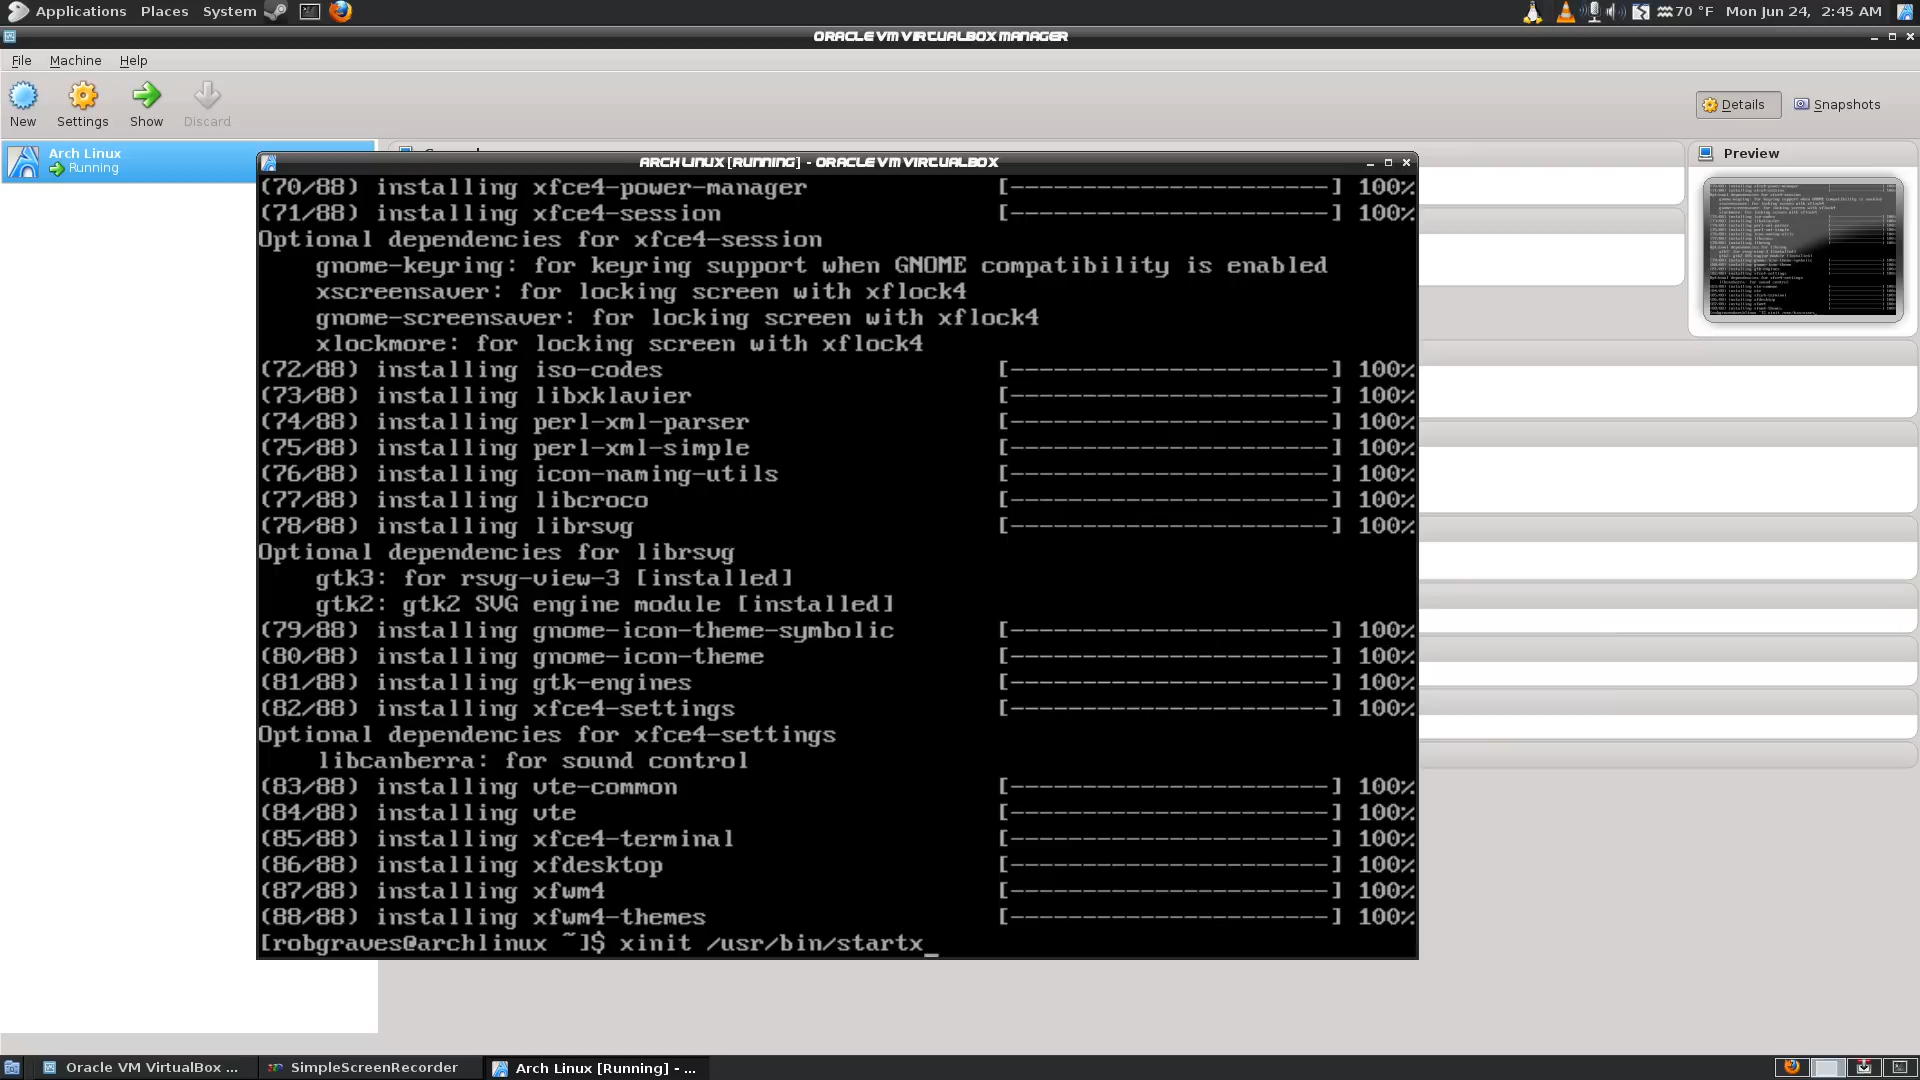 Applications Places System 70 °F Mon Jun 24, 2:45 AM
ORACLE VM VIRTUALBOX MANAGER
File Machine Help
New Settings Show Discard Details Snapshots
Arch Linux
Running
Preview
ARCH LINUX [RUNNING] - ORACLE VM VIRTUALBOX
(70/88) installing xfce4-power-manager [----------------------] 100%
(71/88) installing xfce4-session [----------------------] 100%
Optional dependencies for xfce4-session
gnome-keyring: for keyring support when GNOME compatibility is enabled
xscreensaver: for locking screen with xflock4
gnome-screensaver: for locking screen with xflock4
xlockmore: for locking screen with xflock4
(72/88) installing iso-codes [----------------------] 100%
(73/88) installing libxklavier [----------------------] 100%
(74/88) installing perl-xml-parser [----------------------] 100%
(75/88) installing perl-xml-simple [----------------------] 100%
(76/88) installing icon-naming-utils [----------------------] 100%
(77/88) installing libcroco [----------------------] 100%
(78/88) installing librsvg [----------------------] 100%
Optional dependencies for librsvg
gtk3: for rsvg-view-3 [installed]
gtk2: gtk2 SVG engine module [installed]
(79/88) installing gnome-icon-theme-symbolic [----------------------] 100%
(80/88) installing gnome-icon-theme [----------------------] 100%
(81/88) installing gtk-engines [----------------------] 100%
(82/88) installing xfce4-settings [----------------------] 100%
Optional dependencies for xfce4-settings
libcanberra: for sound control
(83/88) installing vte-common [----------------------] 100%
(84/88) installing vte [----------------------] 100%
(85/88) installing xfce4-terminal [----------------------] 100%
(86/88) installing xfdesktop [----------------------] 100%
(87/88) installing xfwm4 [----------------------] 100%
(88/88) installing xfwm4-themes [----------------------] 100%
[robgraves@archlinux ~]$ xinit /usr/bin/startx_
Oracle VM VirtualBox ... SimpleScreenRecorder Arch Linux [Running] - ...